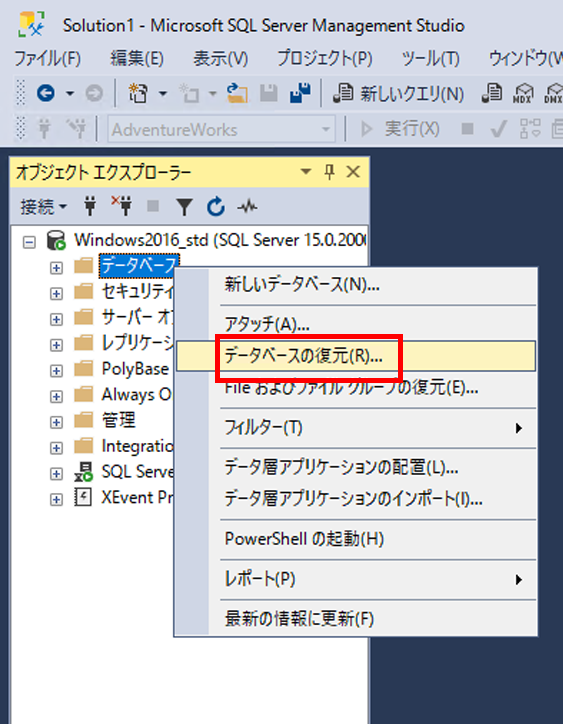 Solution1 - Microsoft SQL Server Management Studio
ファイル(F) 編集(E) 表示(V) プロジェクト(P) ツール(T) ウィンドウ(W
新しいクエリ(N) MDX DMX
AdventureWorks 実行(X)
オブジェクト エクスプローラー
接続
Windows2016_std (SQL Server 15.0.200
データベース
セキュリティ
サーバー オブ
レプリケーシ
PolyBase
Always O
管理
Integration
SQL Serve
XEvent Pr
新しいデータベース(N)...
アタッチ(A)...
データベースの復元(R)...
File およびファイル グループの復元(E)...
フィルター(T)
データ層アプリケーションの配置(L)...
データ層アプリケーションのインポート(I)...
PowerShell の起動(H)
レポート(P)
最新の情報に更新(F)